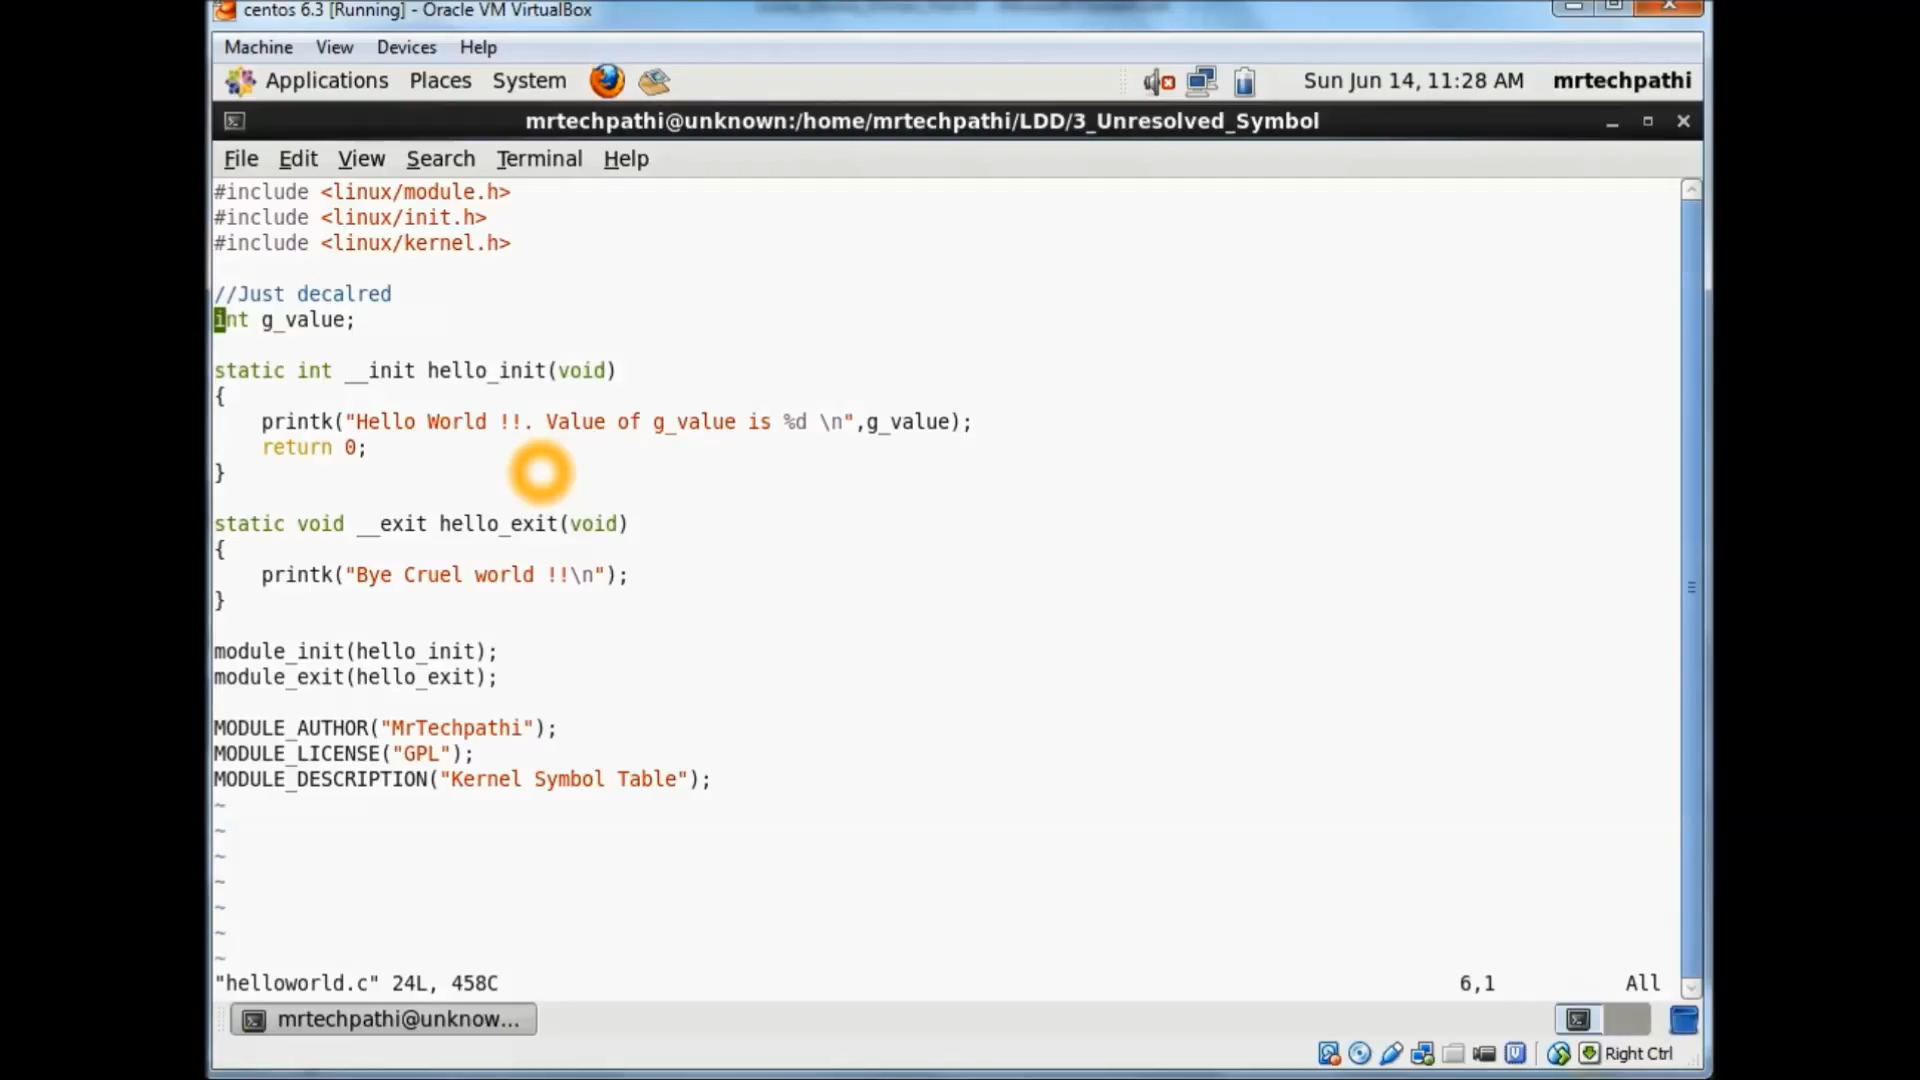 centos 6.3 [Running] - Oracle VM VirtualBox
Machine View Devices Help
Applications Places System Sun Jun 14, 11:28 AM mrtechpathi
mrtechpathi@unknown:/home/mrtechpathi/LDD/3_Unresolved_Symbol
File Edit View Search Terminal Help
#include <linux/module.h>
#include <linux/init.h>
#include <linux/kernel.h>
//Just decalred
int g_value;
static int __init hello_init(void)
{
printk("Hello World !!. Value of g_value is %d \n",g_value);
return 0;
}
static void __exit hello_exit(void)
{
printk("Bye Cruel world !!\n");
}
module_init(hello_init);
module_exit(hello_exit);
MODULE_AUTHOR("MrTechpathi");
MODULE_LICENSE("GPL");
MODULE_DESCRIPTION("Kernel Symbol Table");
~
~
~
~
~
~
~
"helloworld.c" 24L, 458C 6,1 All
mrtechpathi@unknow...
Right Ctrl